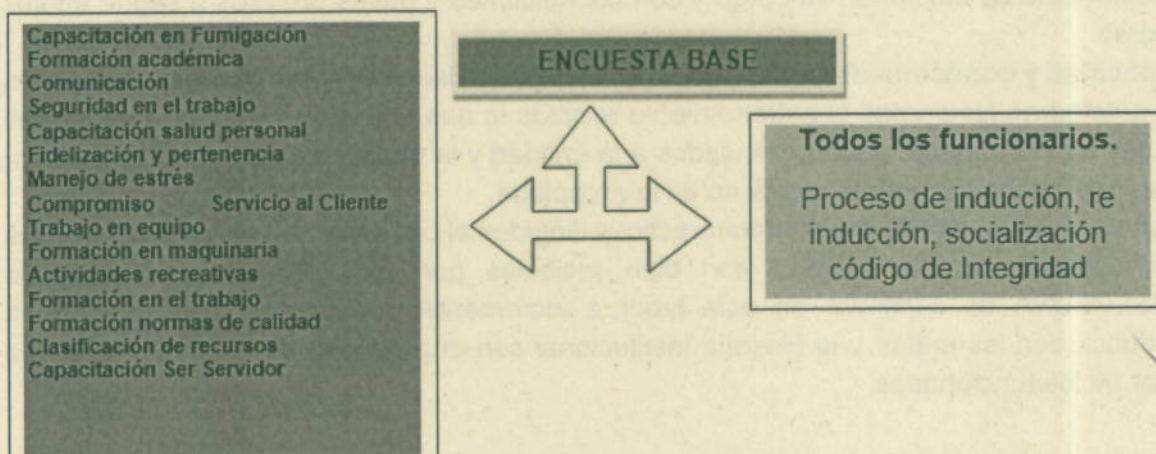 Capacitación en Fumigación
Formación académica
Comunicación
Seguridad en el trabajo
Capacitación salud personal
Fidelización y pertenencia
Manejo de estrés
Compromiso Servicio al Cliente
Trabajo en equipo
Formación en maquinaria
Actividades recreativas
Formación en el trabajo
Formación normas de calidad
Clasificación de recursos
Capacitación Ser Servidor
ENCUESTA BASE
Todos los funcionarios.
Proceso de inducción, re
inducción, socialización
código de Integridad